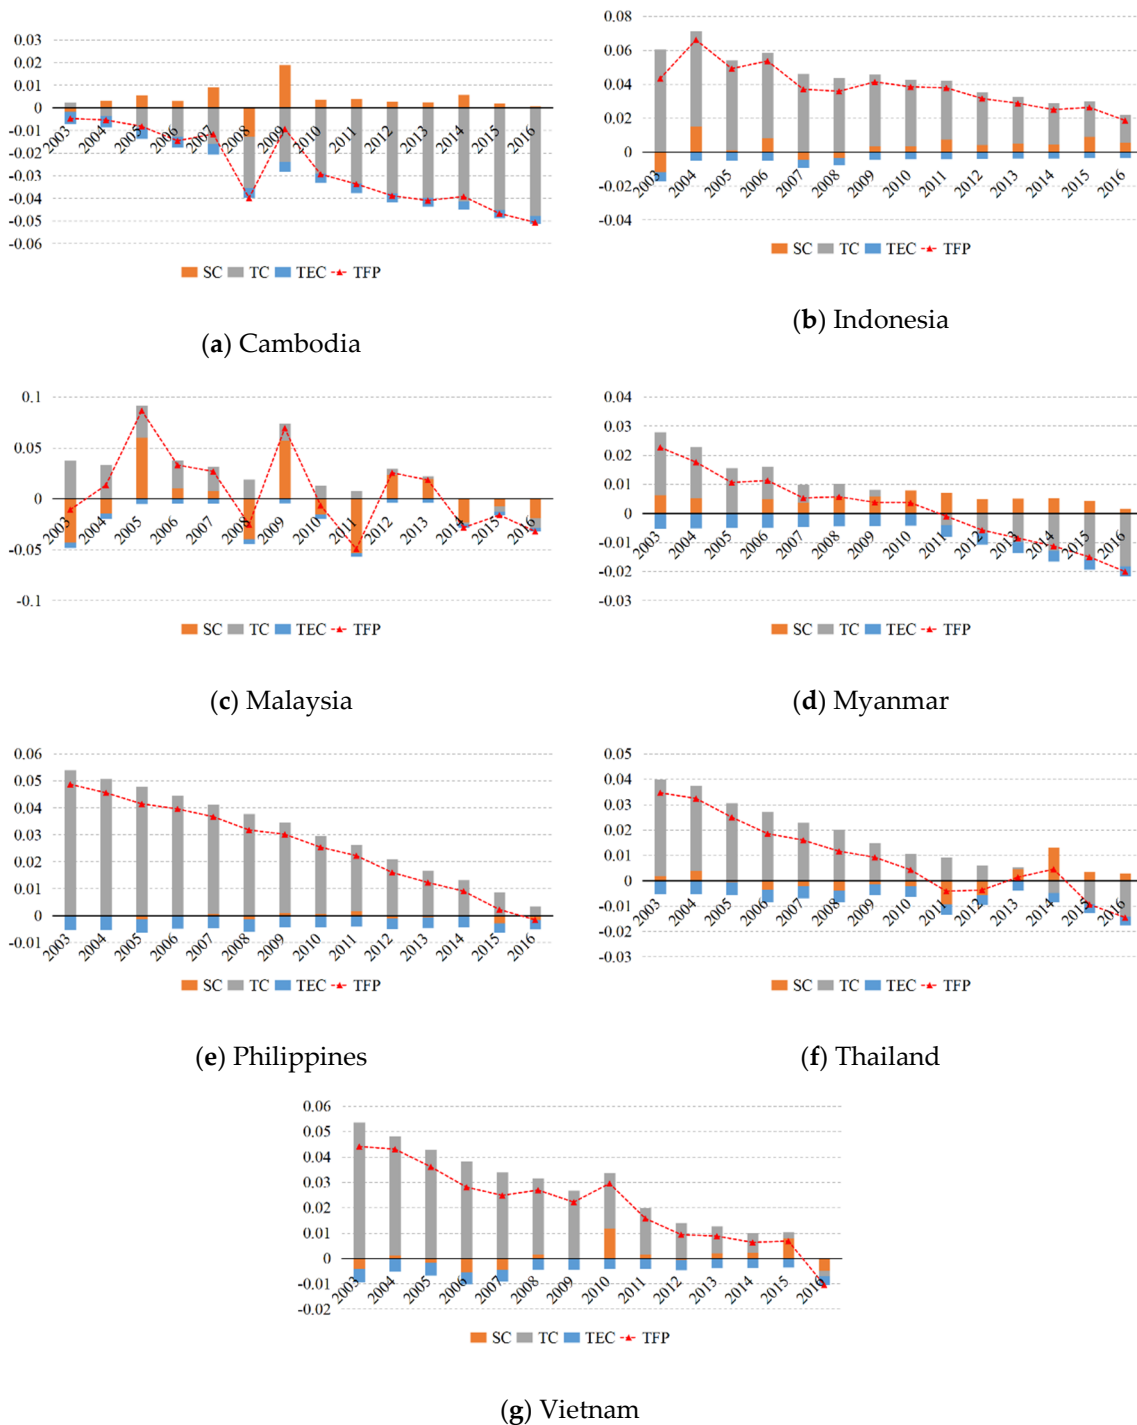 0.03
0.02
0.01
0
-0.01
-0.02
-0.03
-0.04
-0.05
-0.06
2003 2004 2005 2006 2007 2008 2009 2010 2011 2012 2013 2014 2015 2016
SC TC TEC TFP
(a) Cambodia
0.08
0.06
0.04
0.02
0
-0.02
-0.04
2003 2004 2005 2006 2007 2008 2009 2010 2011 2012 2013 2014 2015 2016
SC TC TEC TFP
(b) Indonesia
0.1
0.05
0
-0.05
-0.1
2003 2004 2005 2006 2007 2008 2009 2010 2011 2012 2013 2014 2015 2016
SC TC TEC TFP
(c) Malaysia
0.04
0.03
0.02
0.01
0
-0.01
-0.02
-0.03
2003 2004 2005 2006 2007 2008 2009 2010 2011 2012 2013 2014 2015 2016
SC TC TEC TFP
(d) Myanmar
0.06
0.05
0.04
0.03
0.02
0.01
0
-0.01
2003 2004 2005 2006 2007 2008 2009 2010 2011 2012 2013 2014 2015 2016
SC TC TEC TFP
(e) Philippines
0.05
0.04
0.03
0.02
0.01
0
-0.01
-0.02
-0.03
2003 2004 2005 2006 2007 2008 2009 2010 2011 2012 2013 2014 2015 2016
SC TC TEC TFP
(f) Thailand
0.06
0.05
0.04
0.03
0.02
0.01
0
-0.01
-0.02
2003 2004 2005 2006 2007 2008 2009 2010 2011 2012 2013 2014 2015 2016
SC TC TEC TFP
(g) Vietnam